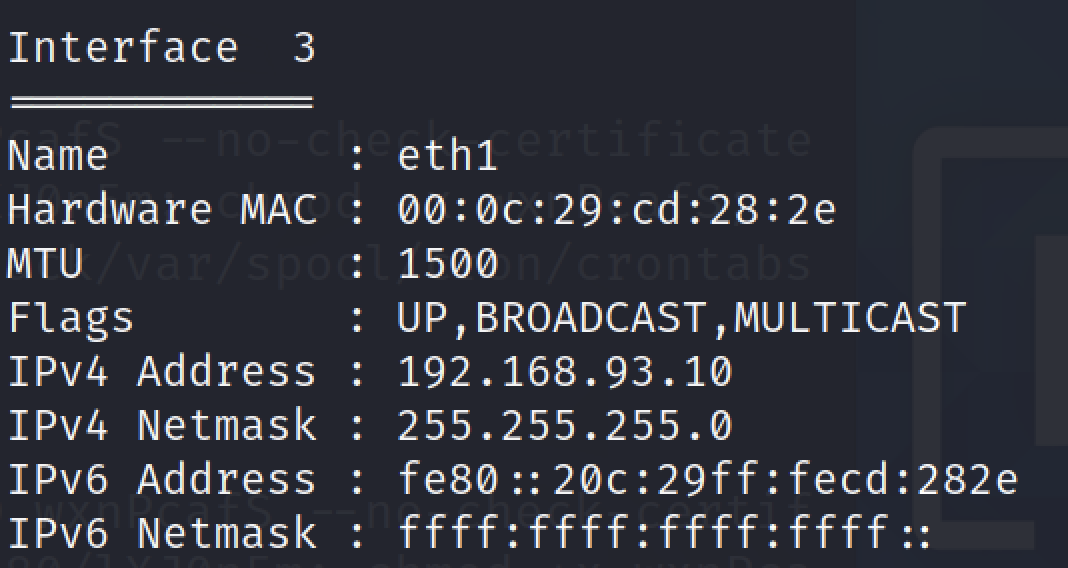 Interface  3
============
Name         : eth1
Hardware MAC : 00:0c:29:cd:28:2e
MTU          : 1500
Flags        : UP,BROADCAST,MULTICAST
IPv4 Address : 192.168.93.10
IPv4 Netmask : 255.255.255.0
IPv6 Address : fe80::20c:29ff:fecd:282e
IPv6 Netmask : ffff:ffff:ffff:ffff::